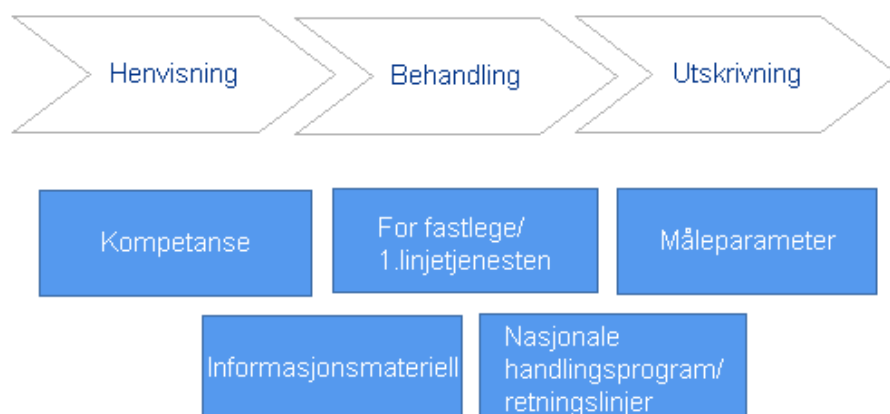 Henvisning
Behandling
Utskrivning
Kompetanse
For fastlege/
1.linjetjenesten
Måleparameter
Informasjonsmateriell
Nasjonale
handlingsprogram/
retningslinjer